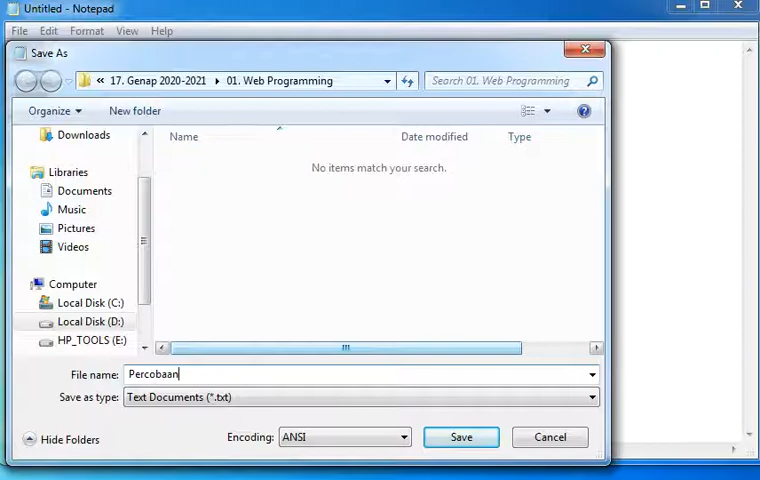 Untitled - Notepad
File Edit Format View Help
Save As
« 17. Genap 2020-2021 01. Web Programming Search 01. Web Programming
Organize New folder
Downloads
Name Date modified Type
No items match your search.
Libraries
Documents
Music
Pictures
Videos
Computer
Local Disk (C:)
Local Disk (D:)
HP_TOOLS (E:)
File name: Percobaan
Save as type: Text Documents (*.txt)
Hide Folders Encoding: ANSI Save Cancel